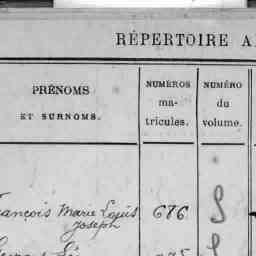 RÉPERTOIRE A
PRÉNOMS
ET SURNOMS.
NUMÉROS
ma-
tricules.
NUMÉRO
du
volume.
François Marie Louis 676
Joseph